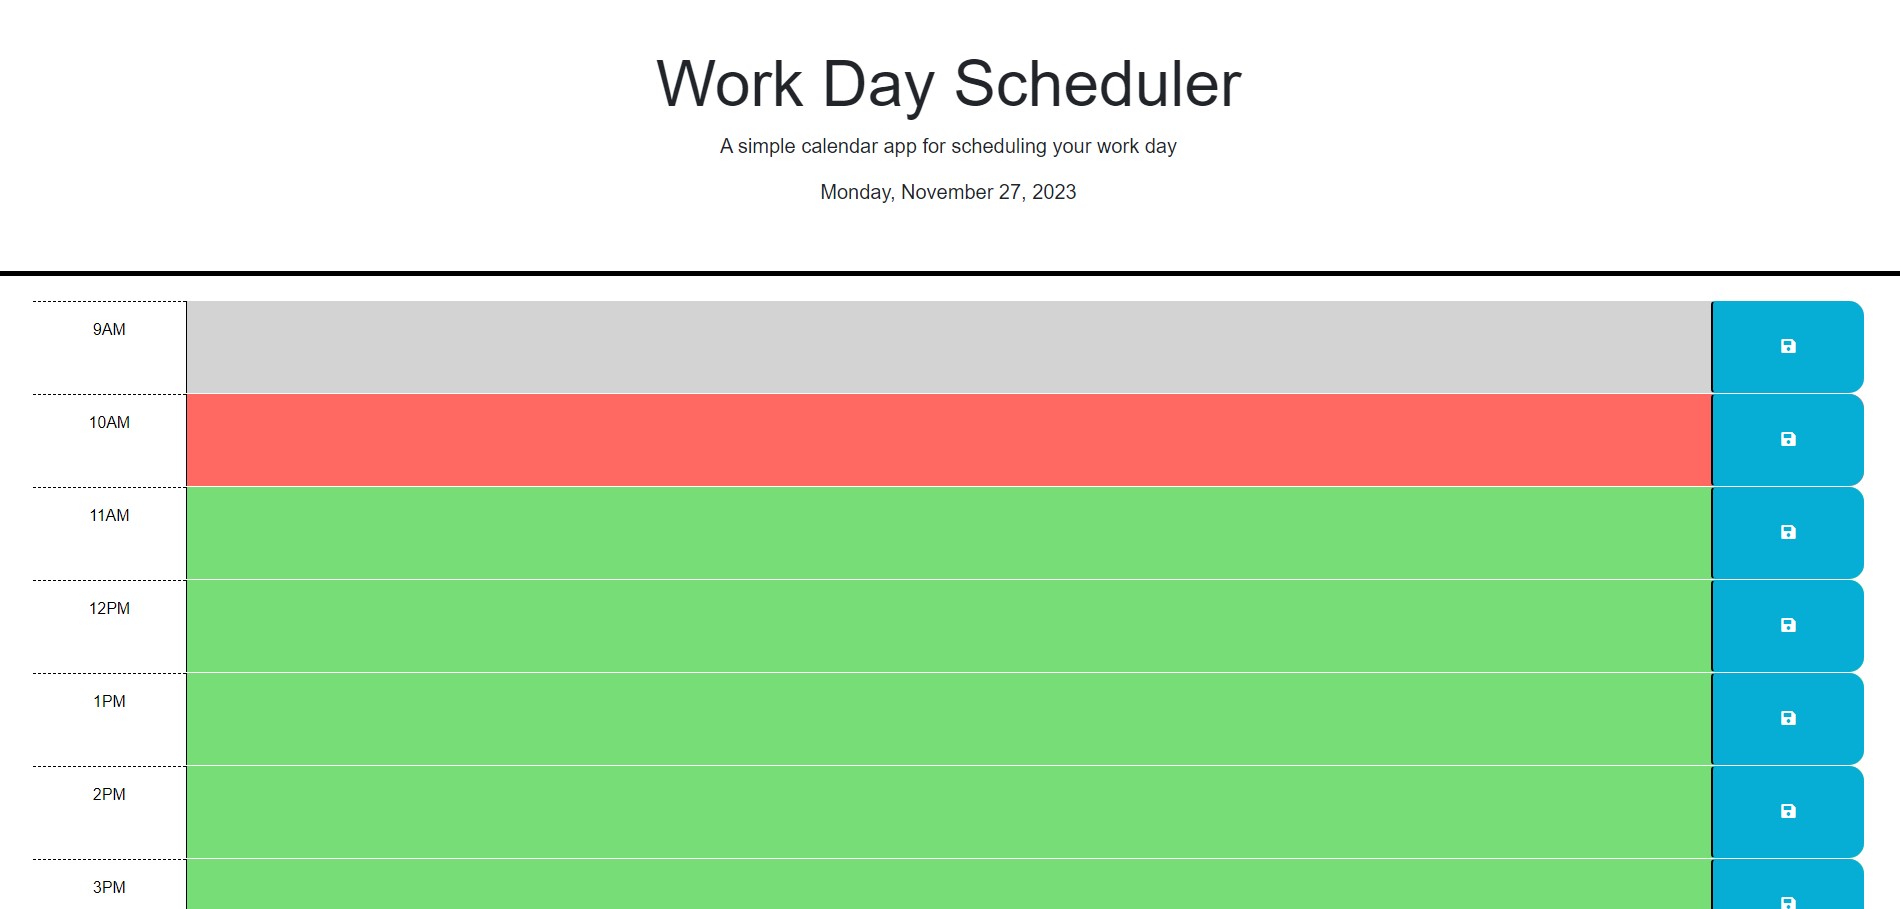 Work Day Scheduler
A simple calendar app for scheduling your work day
Monday, November 27, 2023
9AM
10AM
11AM
12PM
1PM
2PM
3PM